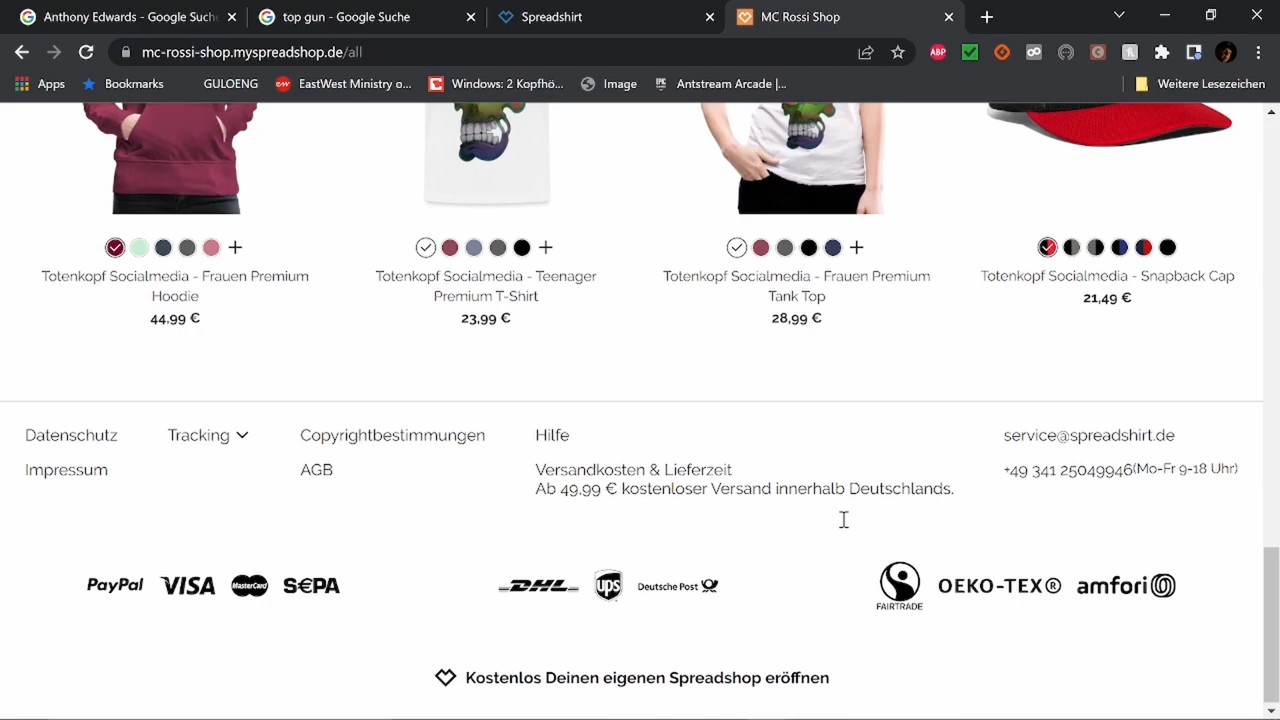 Anthony Edwards - Google Suche
top gun - Google Suche
Spreadshirt
MC Rossi Shop
mc-rossi-shop.myspreadshop.de/all
ABP
Apps
Bookmarks
GULOENG
EastWest Ministry o...
Windows: 2 Kopfhö...
Image
Antstream Arcade |...
Weitere Lesezeichen
Totenkopf Socialmedia - Frauen Premium
Hoodie
44,99 €
Totenkopf Socialmedia - Teenager
Premium T-Shirt
23,99 €
Totenkopf Socialmedia - Frauen Premium
Tank Top
28,99 €
Totenkopf Socialmedia - Snapback Cap
21,49 €
Datenschutz
Tracking
Copyrightbestimmungen
Hilfe
service@spreadshirt.de
Impressum
AGB
Versandkosten & Lieferzeit
Ab 49.99 € kostenloser Versand innerhalb Deutschlands.
+49 341 25049946(Mo-Fr 9-18 Uhr)
PayPal VISA MasterCard S€PA
DHL ups Deutsche Post
FAIRTRADE OEKO-TEX® amfori
Kostenlos Deinen eigenen Spreadshop eröffnen